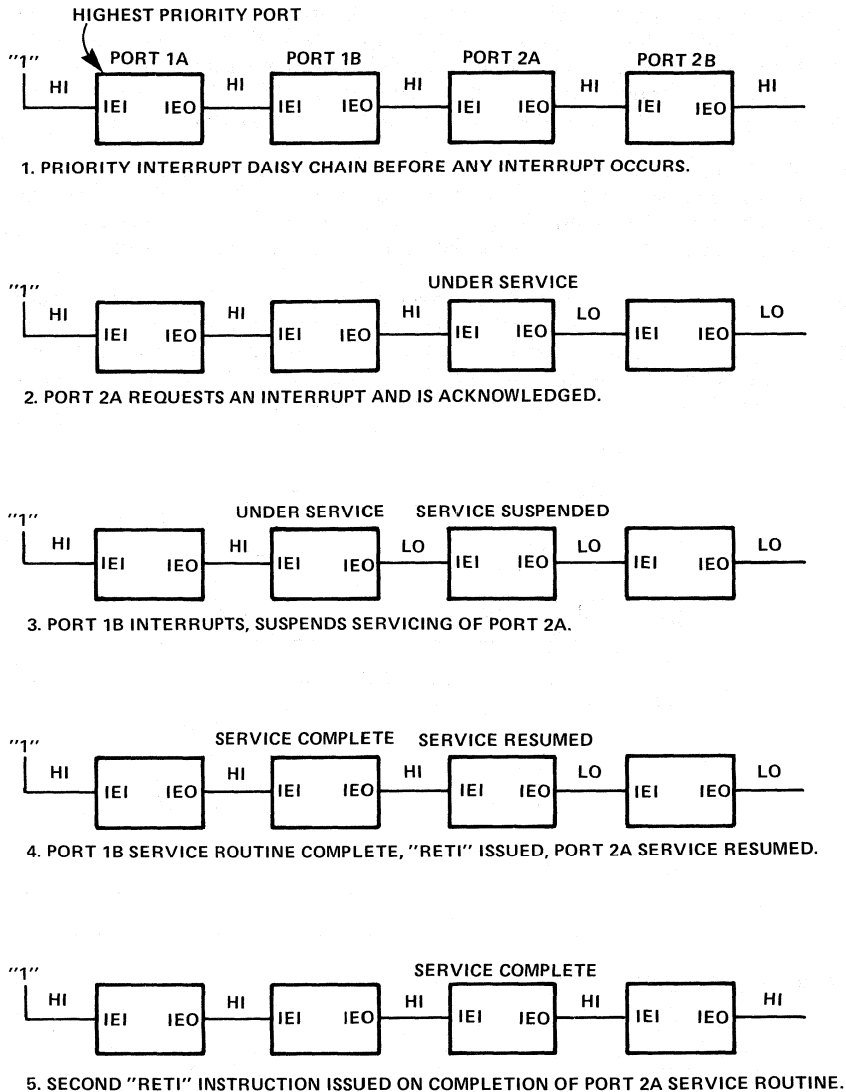 HIGHEST PRIORITY PORT
"1" HI PORT 1A HI PORT 1B HI PORT 2A HI PORT 2B HI
IEI IEO IEI IEO IEI IEO IEI IEO
1. PRIORITY INTERRUPT DAISY CHAIN BEFORE ANY INTERRUPT OCCURS.
UNDER SERVICE
"1" HI HI HI LO LO
IEI IEO IEI IEO IEI IEO IEI IEO
2. PORT 2A REQUESTS AN INTERRUPT AND IS ACKNOWLEDGED.
UNDER SERVICE SERVICE SUSPENDED
"1" HI HI LO LO LO
IEI IEO IEI IEO IEI IEO IEI IEO
3. PORT 1B INTERRUPTS, SUSPENDS SERVICING OF PORT 2A.
SERVICE COMPLETE SERVICE RESUMED
"1" HI HI HI LO LO
IEI IEO IEI IEO IEI IEO IEI IEO
4. PORT 1B SERVICE ROUTINE COMPLETE, "RETI" ISSUED, PORT 2A SERVICE RESUMED.
SERVICE COMPLETE
"1" HI HI HI HI HI
IEI IEO IEI IEO IEI IEO IEI IEO
5. SECOND "RETI" INSTRUCTION ISSUED ON COMPLETION OF PORT 2A SERVICE ROUTINE.